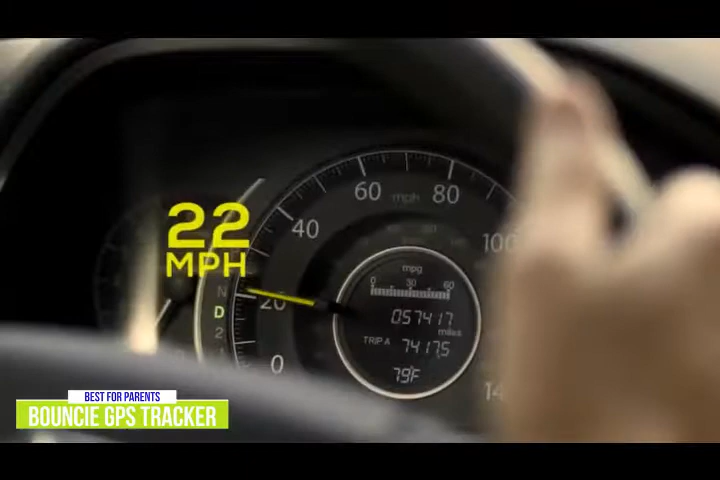 60 mph 80
40
100
22
MPH
20
0
N
D
2
mpg
0 30 60
057417
miles
TRIP A 7417.5
79°F
BEST FOR PARENTS
BOUNCIE GPS TRACKER